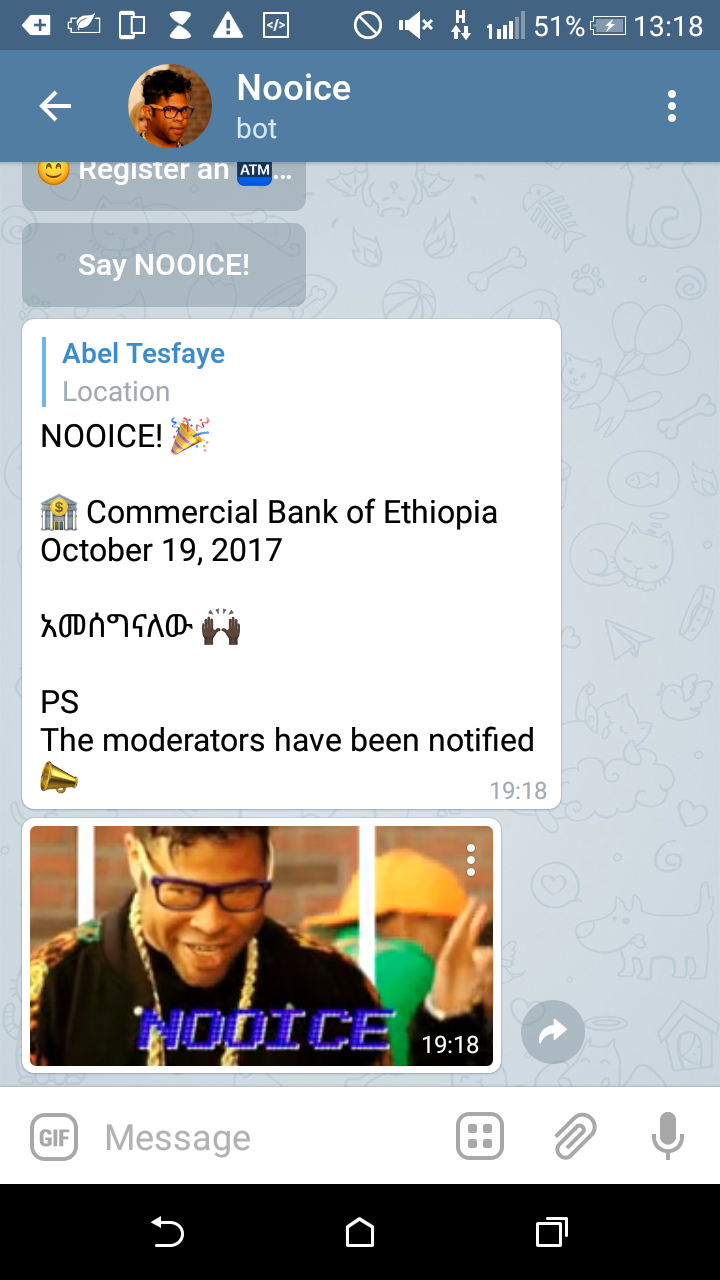 51% 13:18
Nooice
bot
😊 Register an 🏧...
Say NOOICE!
Abel Tesfaye
Location
NOOICE! 🎉
🏦 Commercial Bank of Ethiopia
October 19, 2017
አመሰግናለው 🙌🏿
PS
The moderators have been notified
📣
19:18
NOOICE
19:18
GIF Message